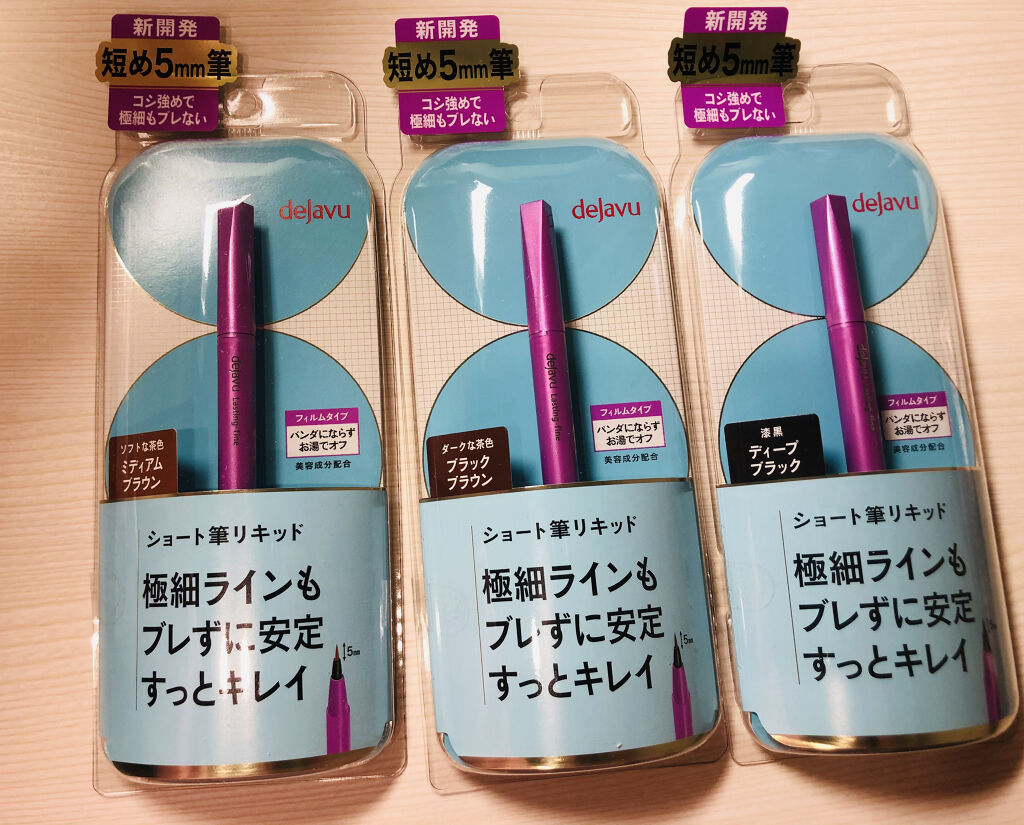 新開発
短め5mm筆
コシ強めで
極細もブレない
dejavu
dejavu Lasting-fine
フィルムタイプ
パンダにならず
お湯でオフ
美容成分配合
ソフトな茶色
ミディアム
ブラウン
ショート筆リキッド
極細ラインも
ブレずに安定
すっとキレイ
5mm
新開発
短め5mm筆
コシ強めで
極細もブレない
dejavu
dejavu Lasting-fine
フィルムタイプ
パンダにならず
お湯でオフ
美容成分配合
ダークな茶色
ブラック
ブラウン
ショート筆リキッド
極細ラインも
ブレずに安定
すっとキレイ
5mm
新開発
短め5mm筆
コシ強めで
極細もブレない
dejavu
dejavu
フィルムタイプ
パンダにならず
お湯でオフ
美容成分配合
漆黒
ディープ
ブラック
ショート筆リキッド
極細ラインも
ブレずに安定
すっとキレイ